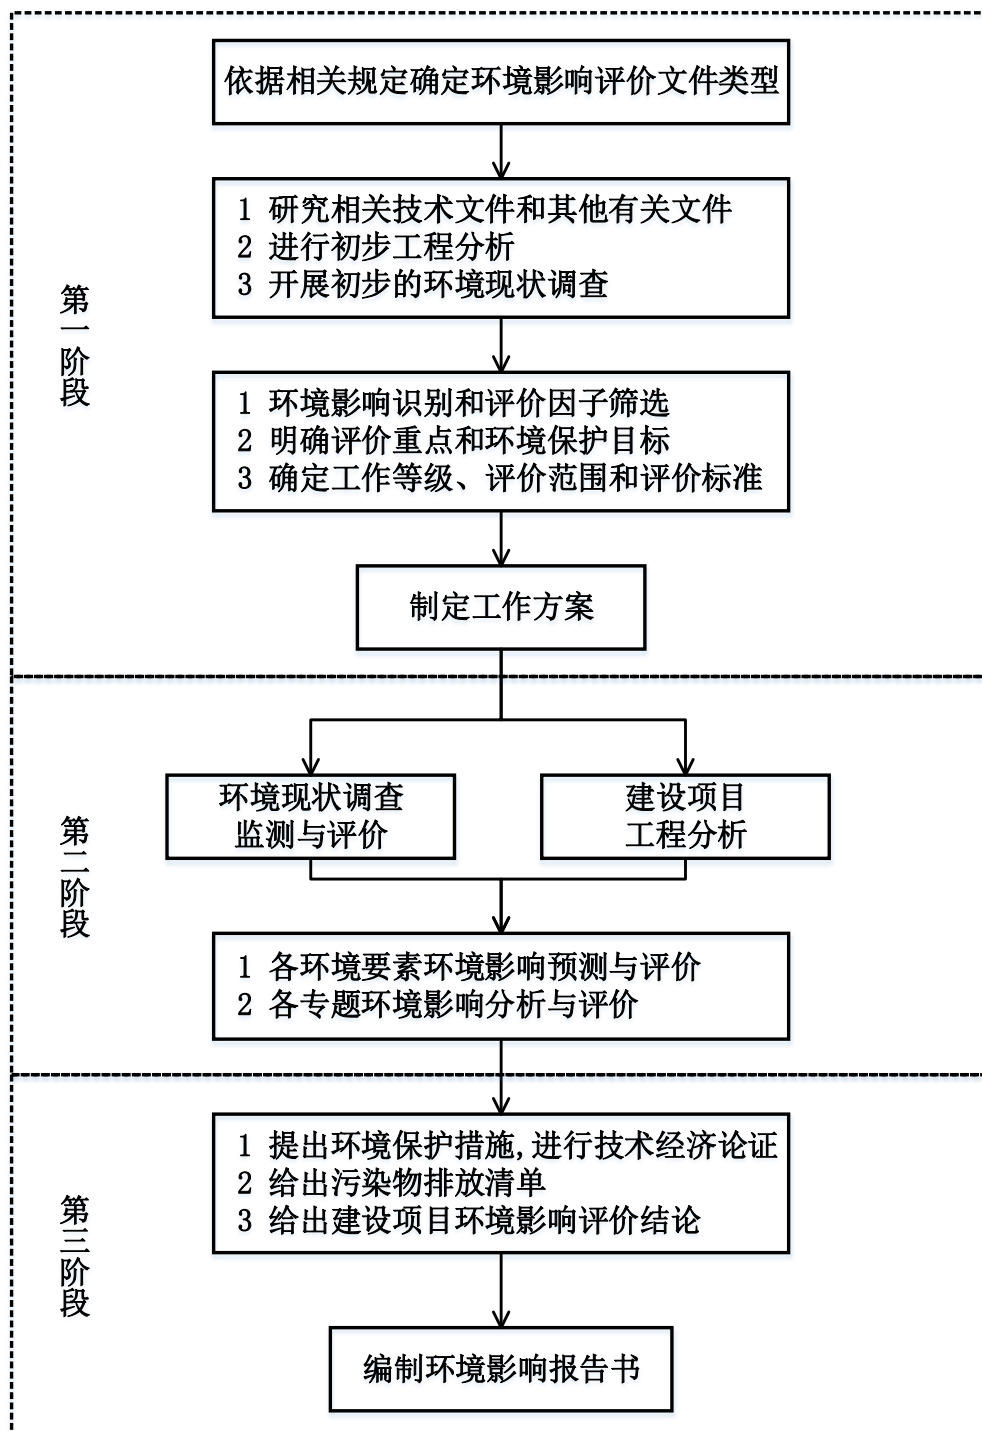 依据相关规定确定环境影响评价文件类型
1 研究相关技术文件和其他有关文件
2 进行初步工程分析
3 开展初步的环境现状调查
第一阶段
1 环境影响识别和评价因子筛选
2 明确评价重点和环境保护目标
3 确定工作等级、评价范围和评价标准
制定工作方案
环境现状调查
监测与评价
建设项目
工程分析
第二阶段
1 各环境要素环境影响预测与评价
2 各专题环境影响分析与评价
1 提出环境保护措施,进行技术经济论证
2 给出污染物排放清单
3 给出建设项目环境影响评价结论
第三阶段
编制环境影响报告书